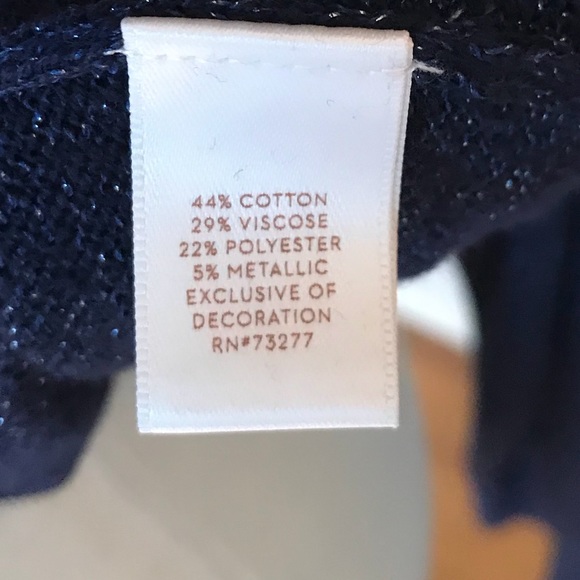 44% COTTON
29% VISCOSE
22% POLYESTER
5% METALLIC
EXCLUSIVE OF
DECORATION
RN#73277